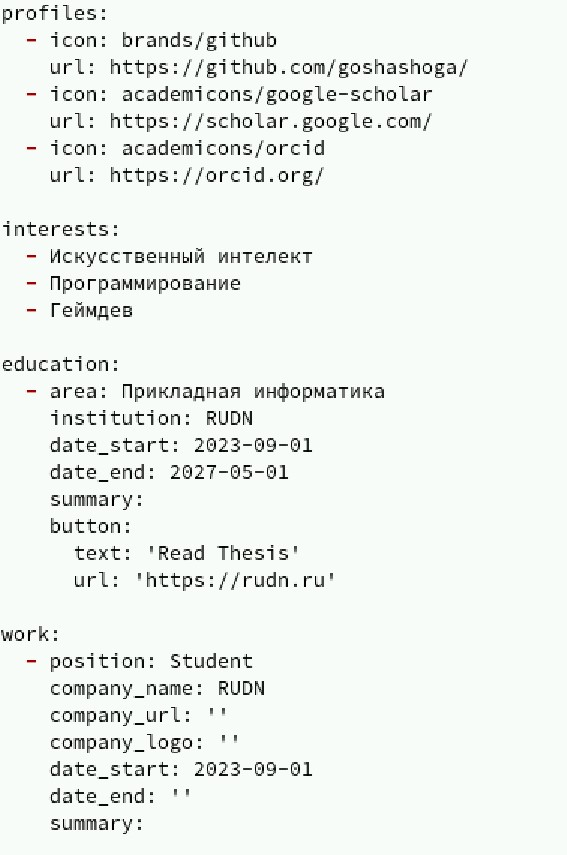 profiles:
  - icon: brands/github
    url: https://github.com/goshashoga/
  - icon: academicons/google-scholar
    url: https://scholar.google.com/
  - icon: academicons/orcid
    url: https://orcid.org/

interests:
  - Искусственный интелект
  - Программирование
  - Геймдев

education:
  - area: Прикладная информатика
    institution: RUDN
    date_start: 2023-09-01
    date_end: 2027-05-01
    summary:
    button:
      text: 'Read Thesis'
      url: 'https://rudn.ru'

work:
  - position: Student
    company_name: RUDN
    company_url: ''
    company_logo: ''
    date_start: 2023-09-01
    date_end: ''
    summary: